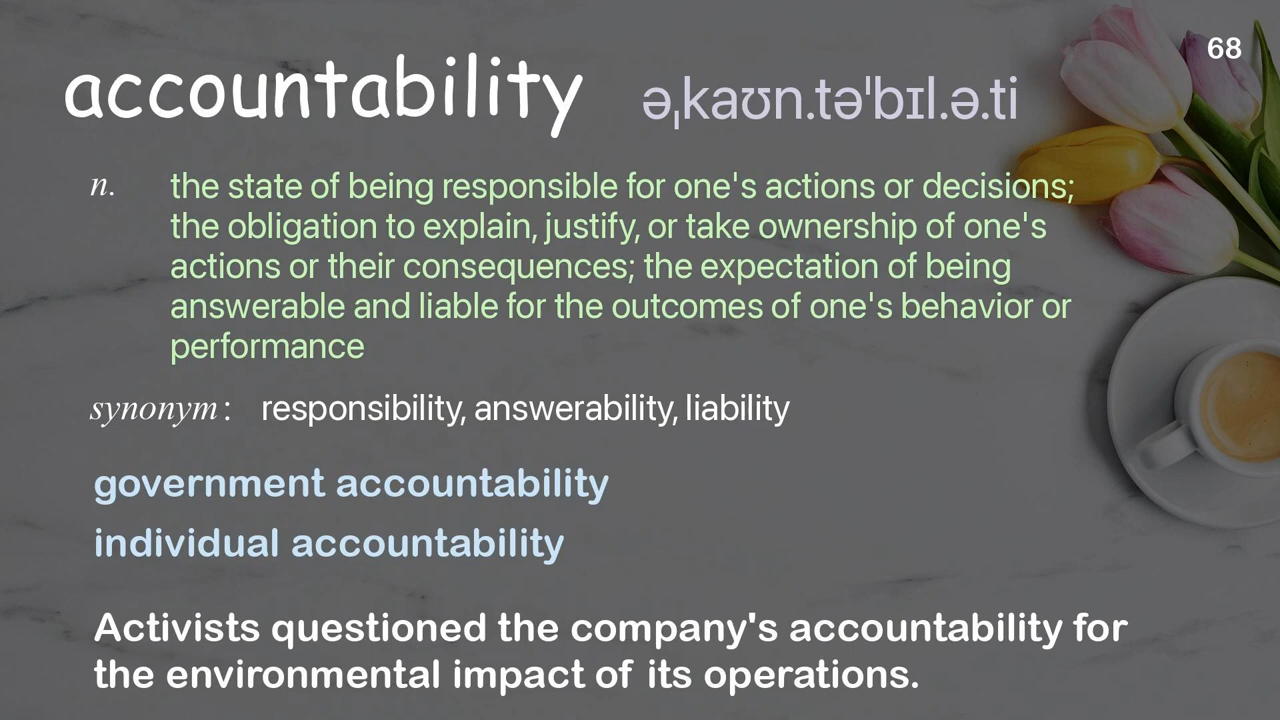 68
accountability əˌkaʊn.təˈbɪl.ə.ti
n. the state of being responsible for one's actions or decisions;
the obligation to explain, justify, or take ownership of one's
actions or their consequences; the expectation of being
answerable and liable for the outcomes of one's behavior or
performance
synonym: responsibility, answerability, liability
government accountability
individual accountability
Activists questioned the company's accountability for
the environmental impact of its operations.